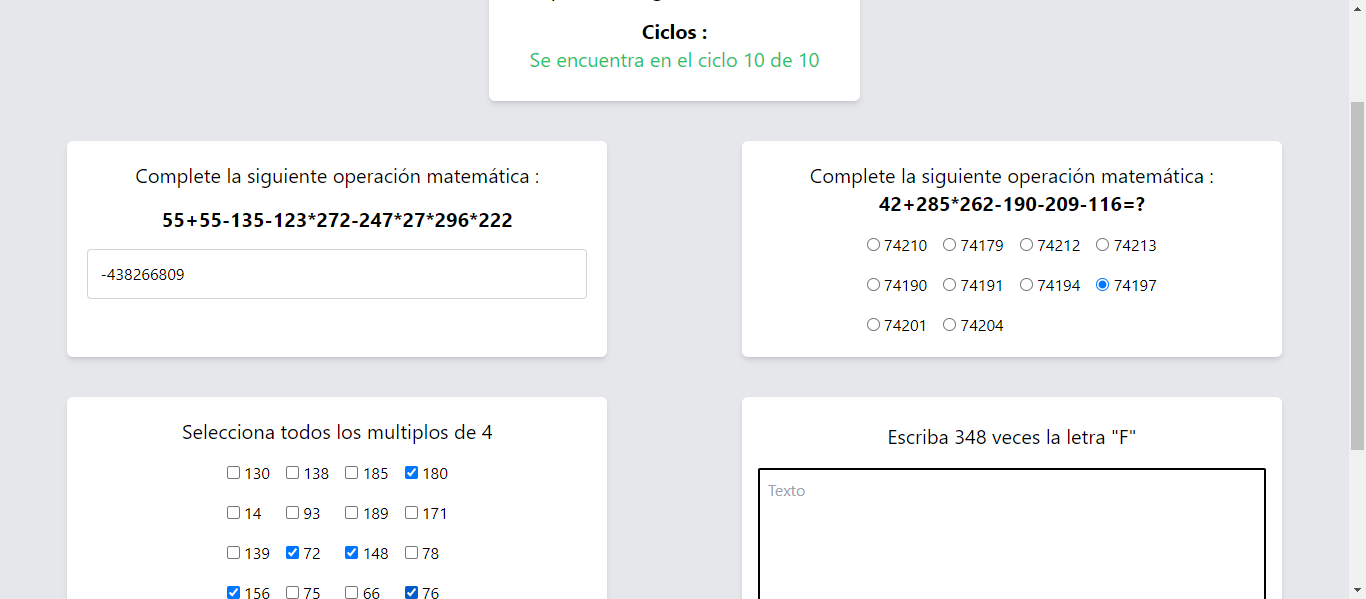 Ciclos :
Se encuentra en el ciclo 10 de 10
Complete la siguiente operación matemática :
55+55-135-123*272-247*27*296*222
-438266809
Complete la siguiente operación matemática :
42+285*262-190-209-116=?
74210 74179 74212 74213
74190 74191 74194 74197
74201 74204
Selecciona todos los multiplos de 4
130 138 185 180
14 93 189 171
139 72 148 78
156 75 66 76
Escriba 348 veces la letra "F"
Texto